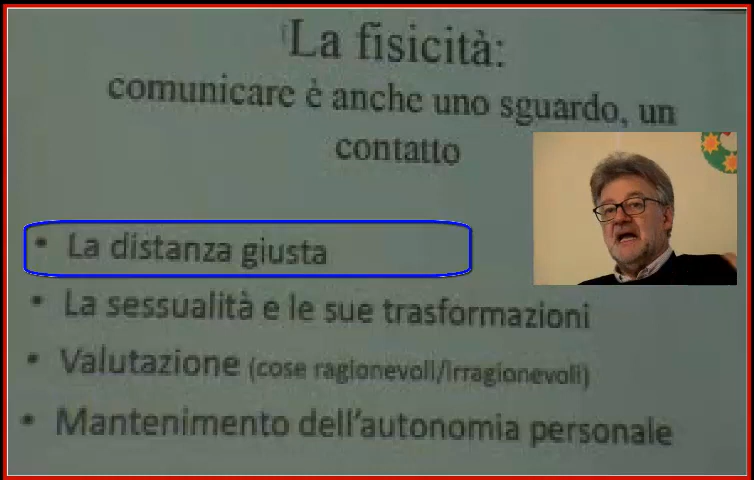 La fisicità:
comunicare è anche uno sguardo, un
contatto
• La distanza giusta
• La sessualità e le sue trasformazioni
• Valutazione (cose ragionevoli/irragionevoli)
• Mantenimento dell'autonomia personale